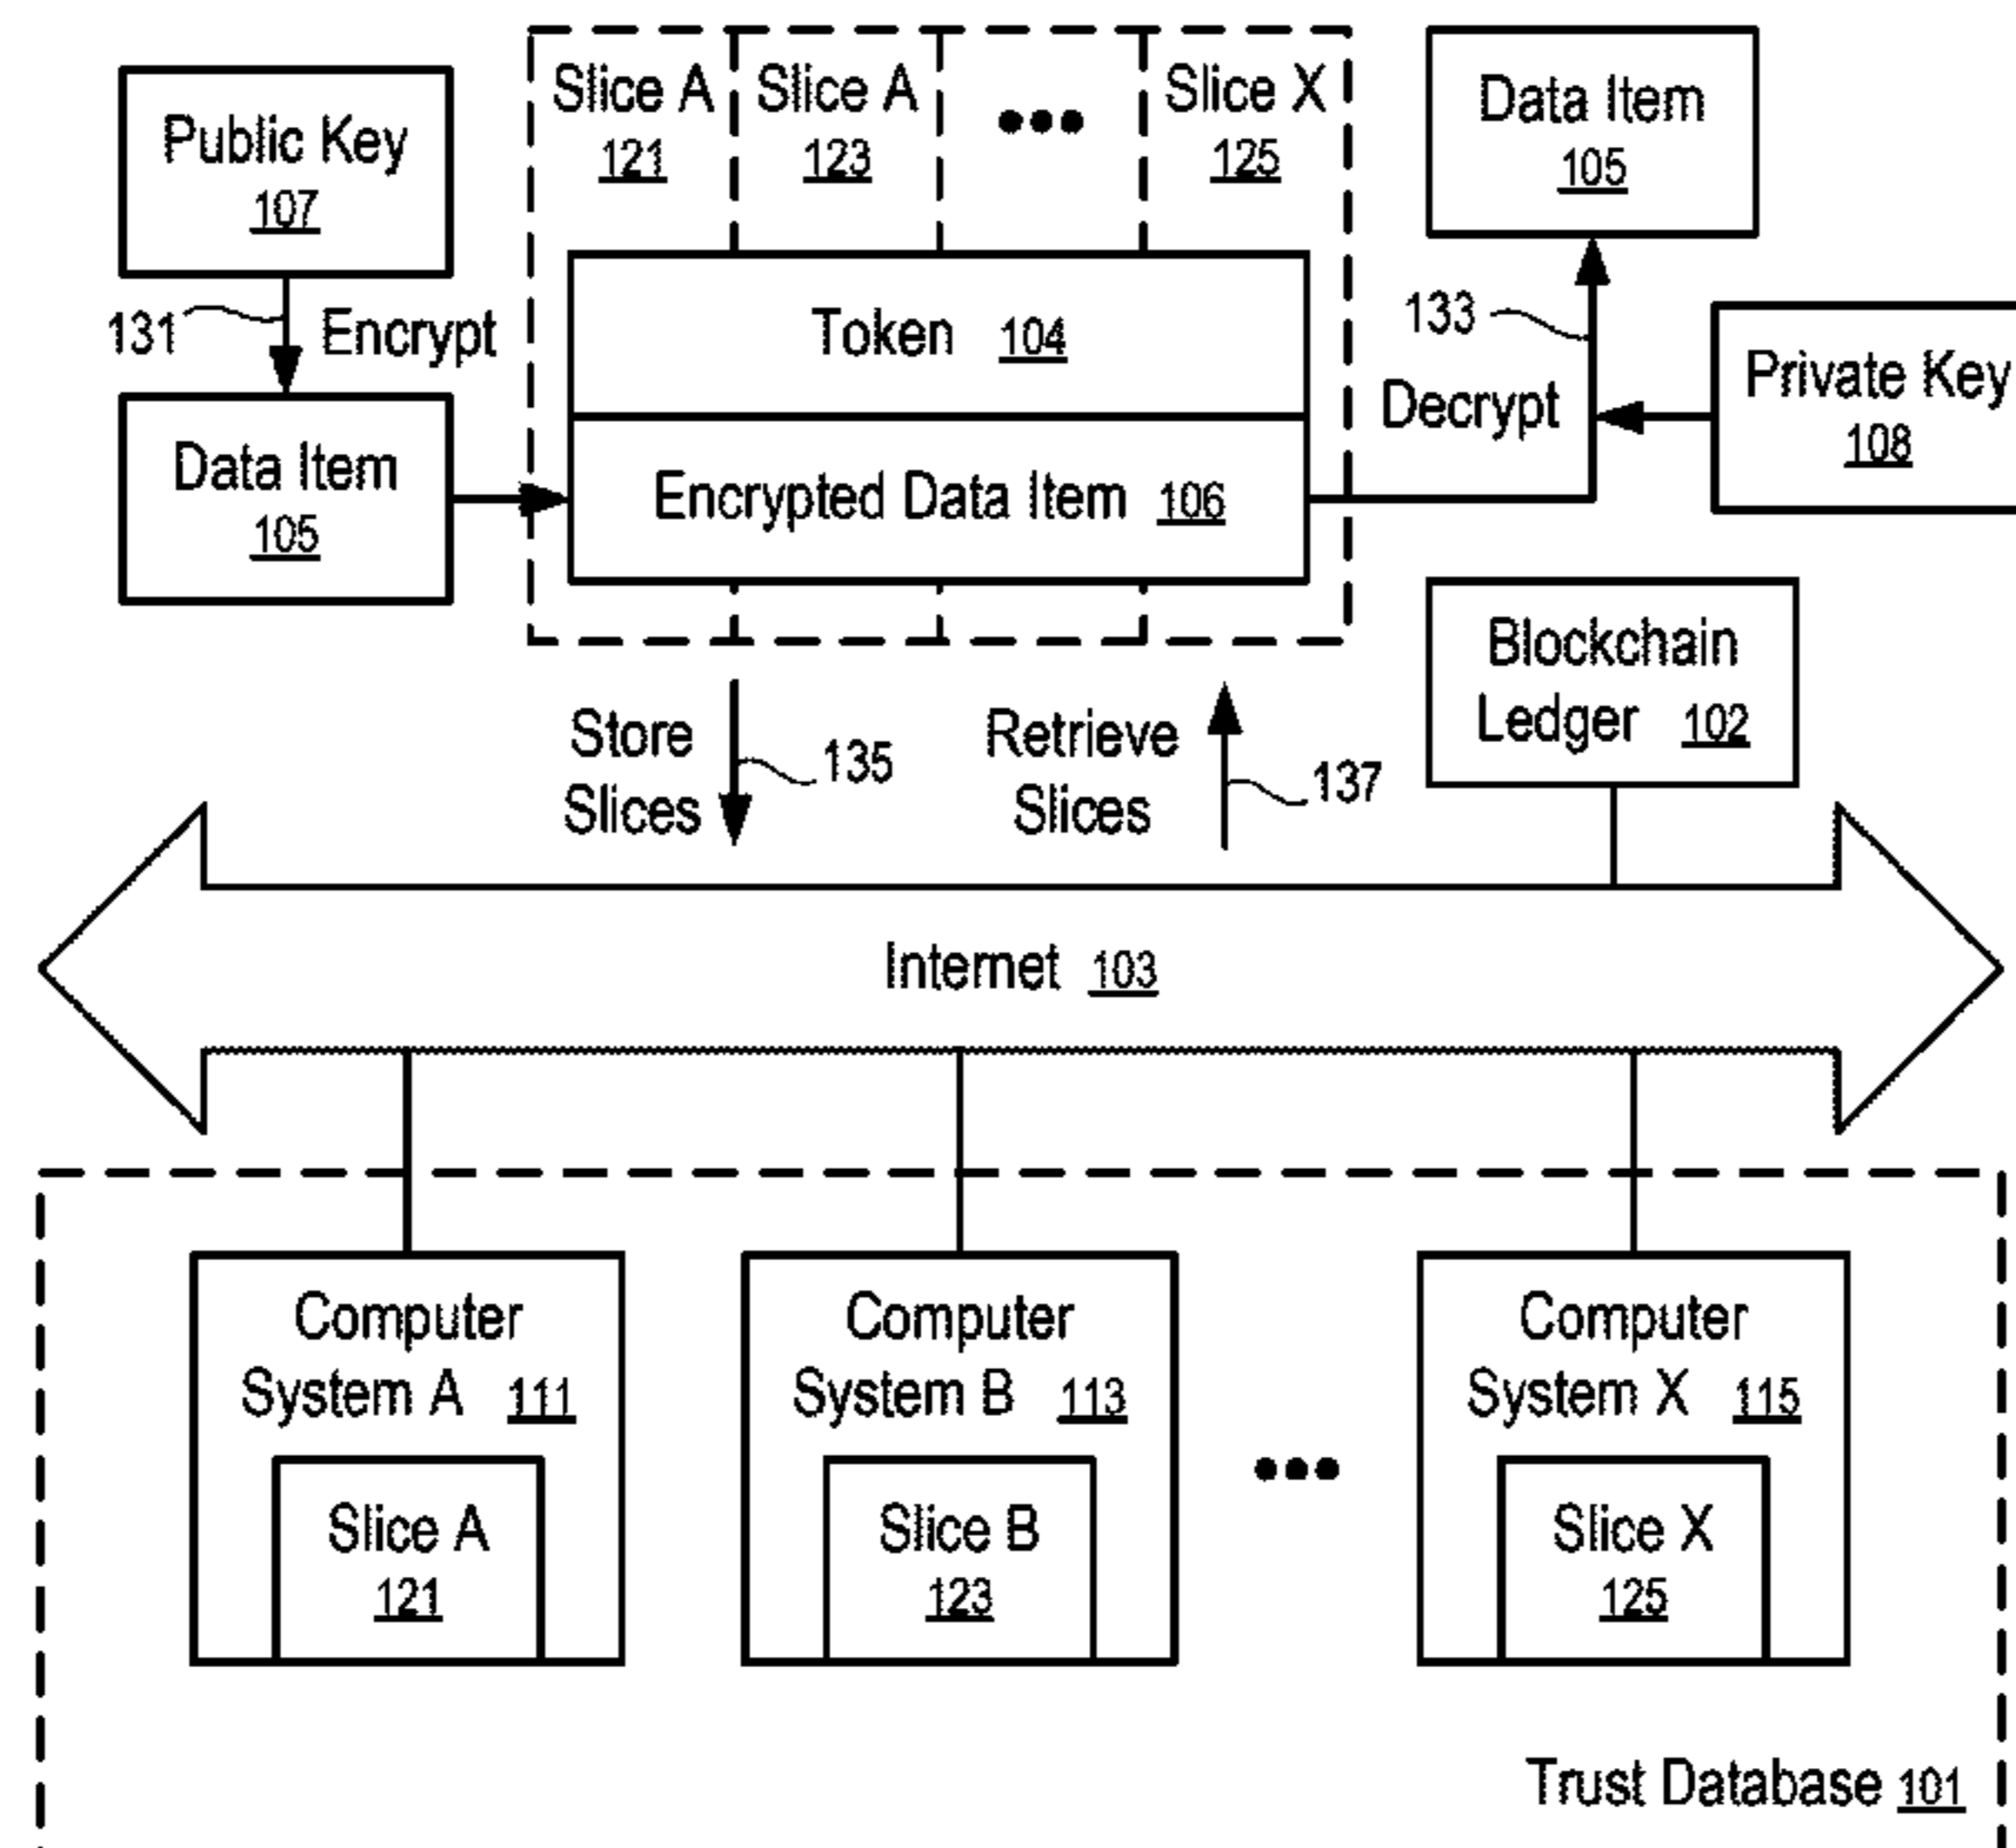 Public Key
107
131
Encrypt
Data Item
105
Slice A
121
Slice A
123
•••
Slice X
125
Token 104
Encrypted Data Item 106
Data Item
105
133
Decrypt
Private Key
108
Store
Slices
135
Retrieve
Slices
137
Blockchain
Ledger 102
Internet 103
Computer
System A 111
Slice A
121
Computer
System B 113
Slice B
123
•••
Computer
System X 115
Slice X
125
Trust Database 101